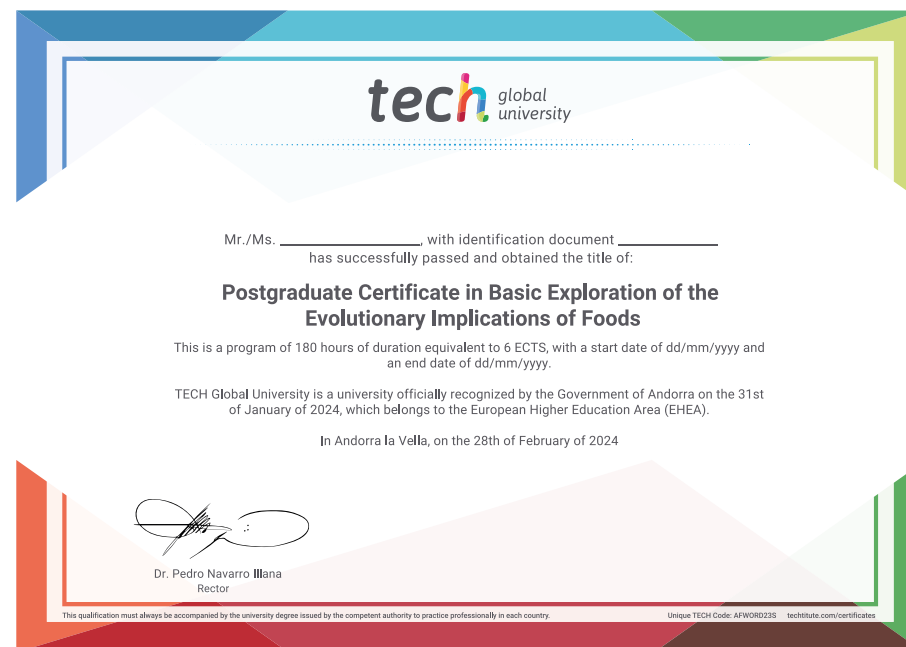 tech global university
Mr./Ms. ____________, with identification document ____________
has successfully passed and obtained the title of:
Postgraduate Certificate in Basic Exploration of the
Evolutionary Implications of Foods
This is a program of 180 hours of duration equivalent to 6 ECTS, with a start date of dd/mm/yyyy and
an end date of dd/mm/yyyy.
TECH Global University is a university officially recognized by the Government of Andorra on the 31st
of January of 2024, which belongs to the European Higher Education Area (EHEA).
In Andorra la Vella, on the 28th of February of 2024
Dr. Pedro Navarro Illana
Rector
This qualification must always be accompanied by the university degree issued by the competent authority to practice professionally in each country.
Unique TECH Code: AFWORD23S techtitute.com/certificates